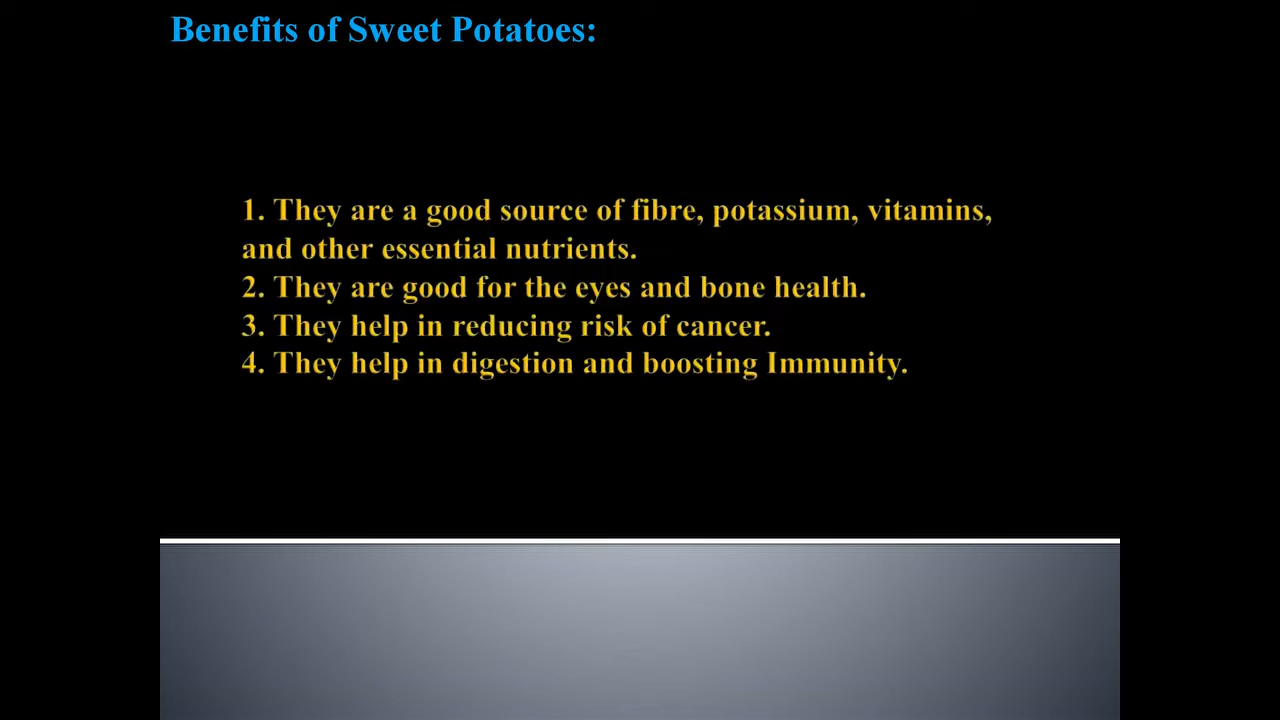 Benefits of Sweet Potatoes:
1. They are a good source of fibre, potassium, vitamins,
and other essential nutrients.
2. They are good for the eyes and bone health.
3. They help in reducing risk of cancer.
4. They help in digestion and boosting Immunity.